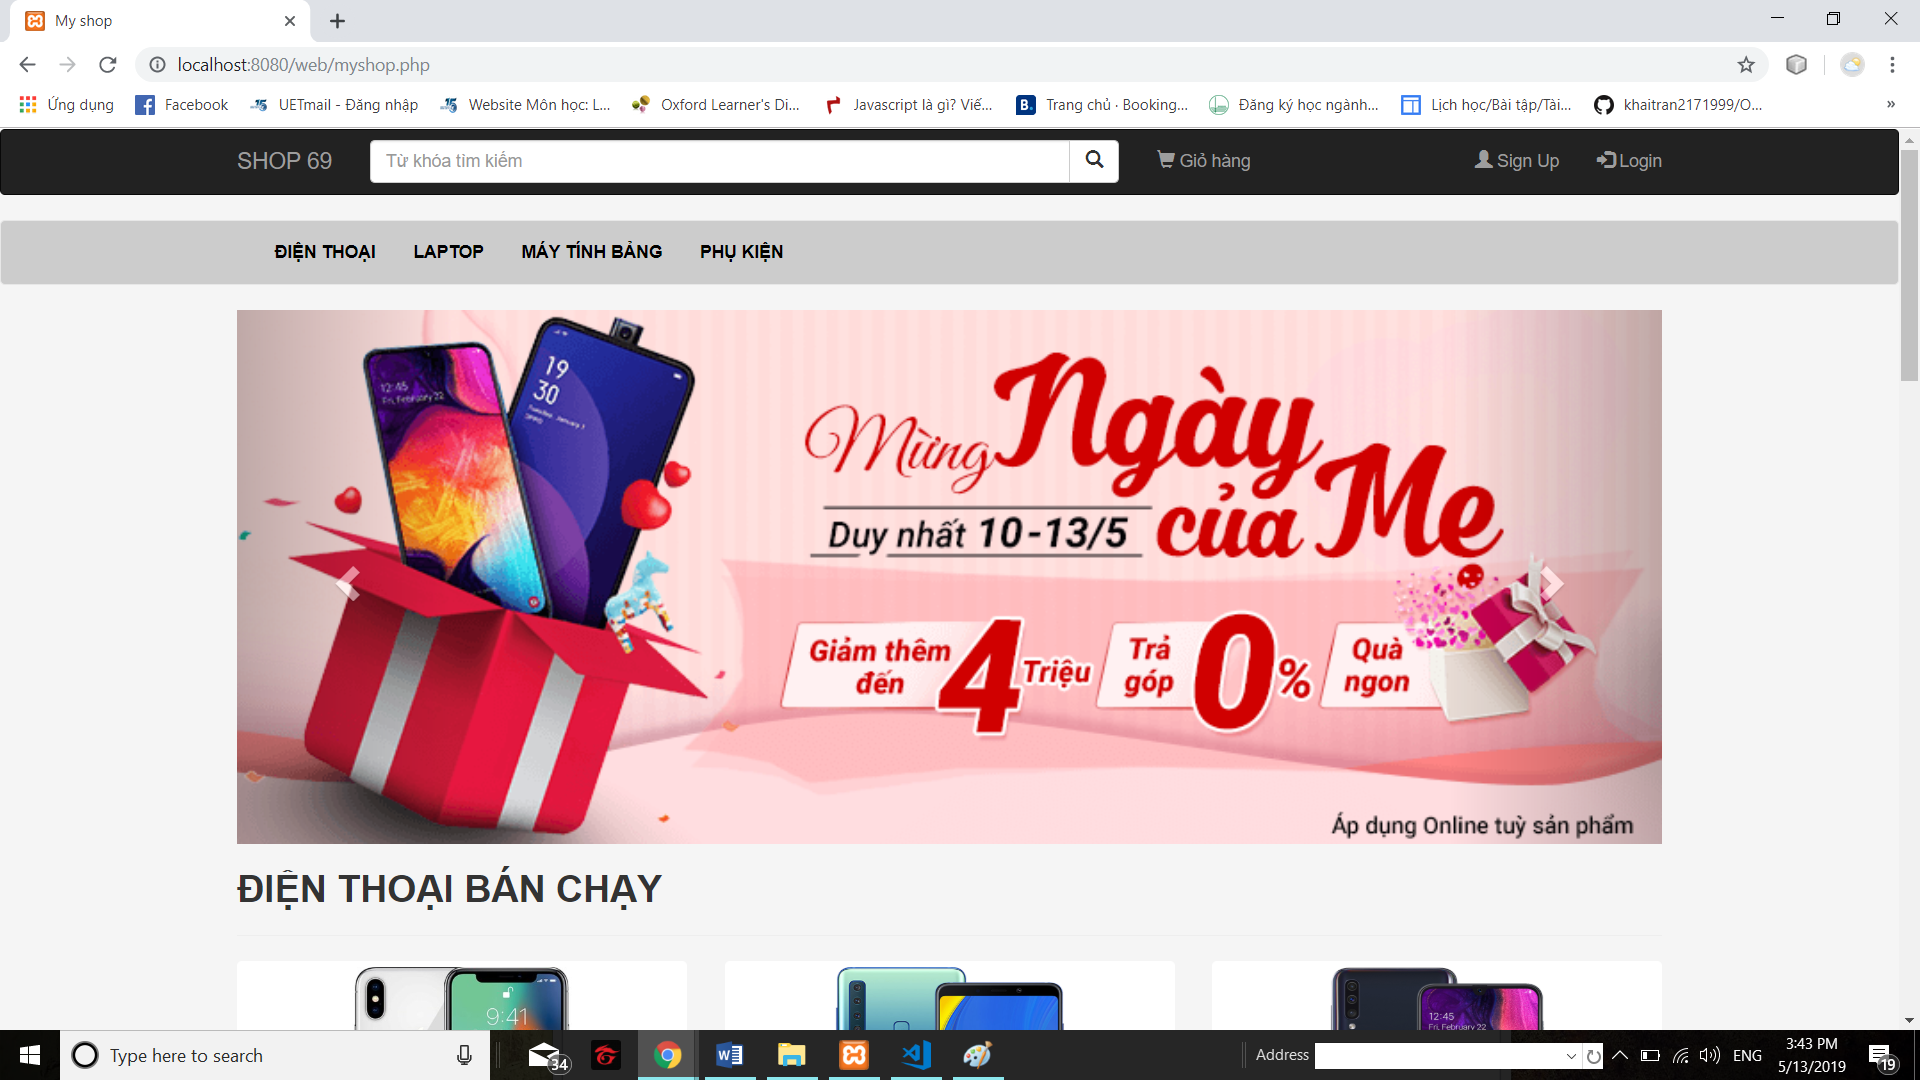 My shop
localhost:8080/web/myshop.php
Ứng dụng Facebook UETmail - Đăng nhập Website Môn học: L... Oxford Learner's Di... Javascript là gì? Viế... Trang chủ · Booking... Đăng ký học ngành... Lịch học/Bài tập/Tài... khaitran2171999/O... »
SHOP 69 Từ khóa tìm kiếm Giỏ hàng Sign Up Login
ĐIỆN THOẠI LAPTOP MÁY TÍNH BẢNG PHỤ KIỆN
12:45
Fri, February 22
19
30
Mừng Ngày của Mẹ
Duy nhất 10-13/5
Giảm thêm đến 4 Triệu
Trả góp 0%
Quà ngon
Áp dụng Online tuỳ sản phẩm
ĐIỆN THOẠI BÁN CHẠY
9:41
12:45
Fri, February 22
Type here to search 34 Address ENG 3:43 PM
5/13/2019 19